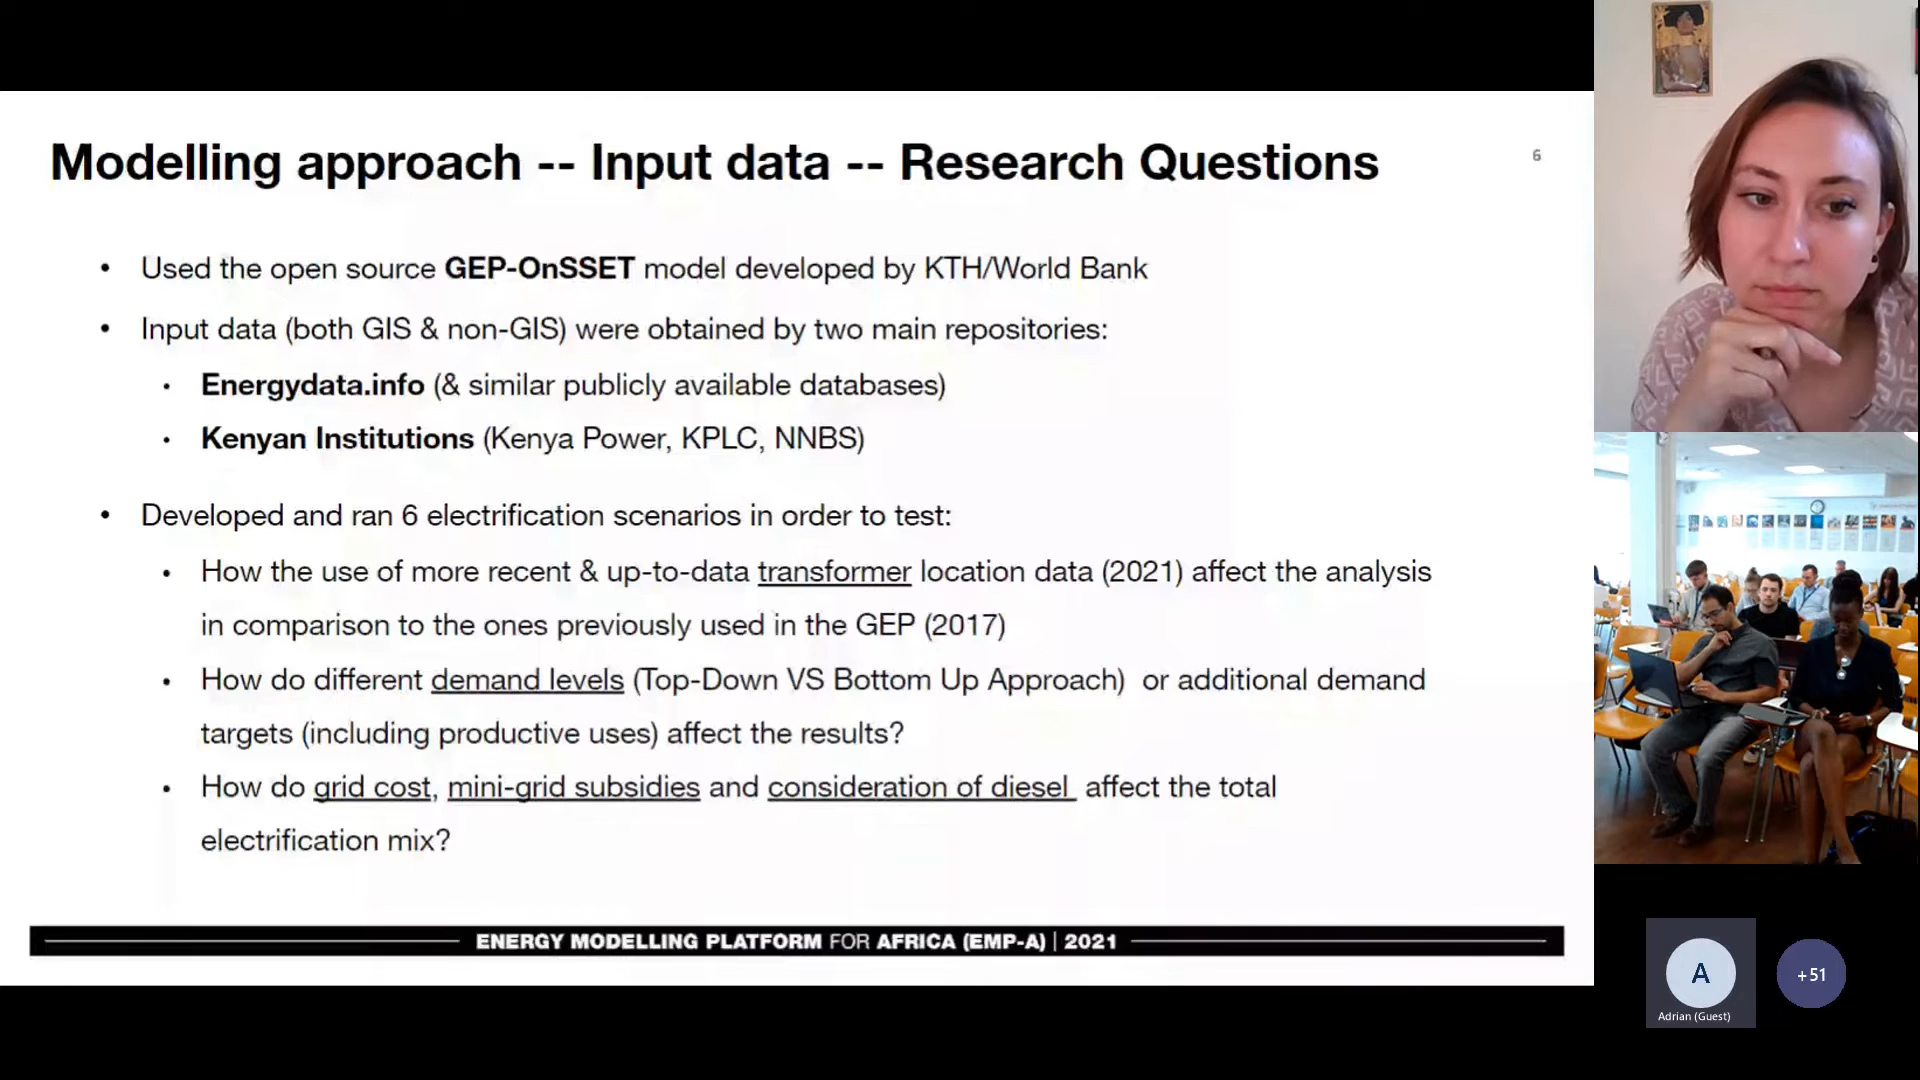 Modelling approach -- Input data -- Research Questions
6
• Used the open source GEP-OnSSET model developed by KTH/World Bank
• Input data (both GIS & non-GIS) were obtained by two main repositories:
• Energydata.info (& similar publicly available databases)
• Kenyan Institutions (Kenya Power, KPLC, NNBS)
• Developed and ran 6 electrification scenarios in order to test:
• How the use of more recent & up-to-data transformer location data (2021) affect the analysis
in comparison to the ones previously used in the GEP (2017)
• How do different demand levels (Top-Down VS Bottom Up Approach) or additional demand
targets (including productive uses) affect the results?
• How do grid cost, mini-grid subsidies and consideration of diesel affect the total
electrification mix?
ENERGY MODELLING PLATFORM FOR AFRICA (EMP-A) | 2021
A
Adrian (Guest)
+51